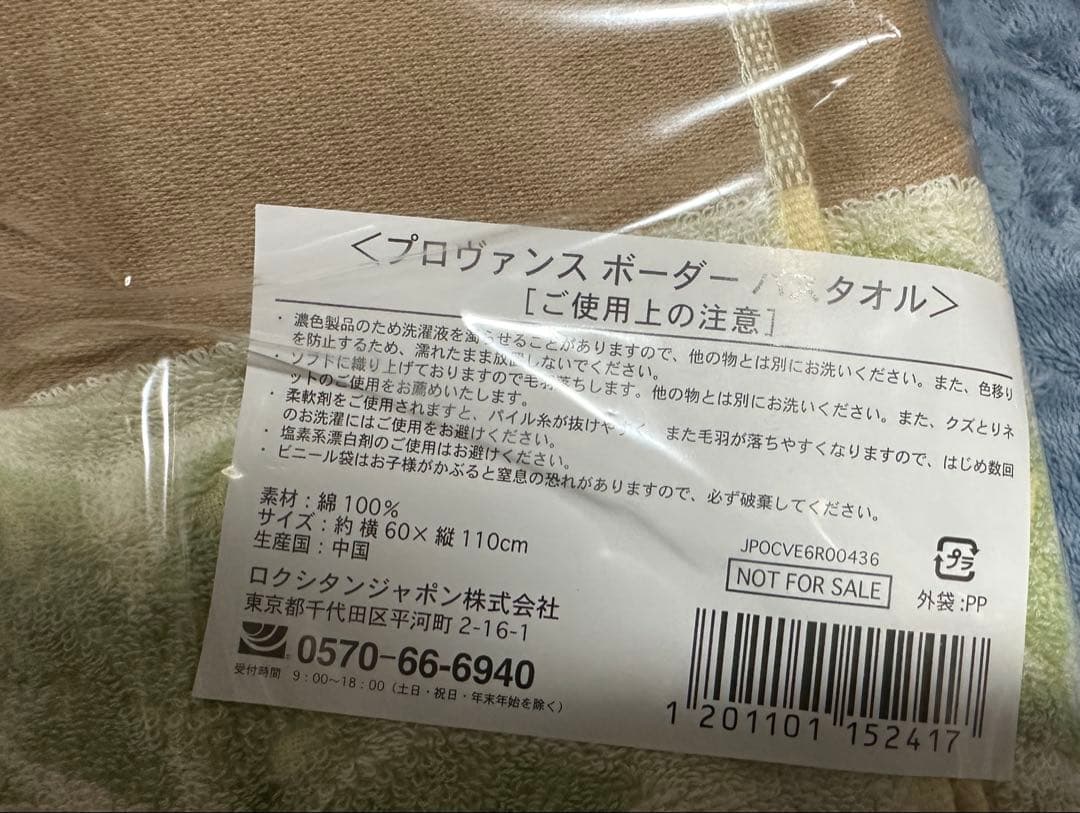 <プロヴァンス ボーダー バスタオル>
[ご使用上の注意]
・濃色製品のため洗濯液を濁らせることがありますので、他の物とは別にお洗いください。また、色移り
を防止するため、濡れたまま放置しないでください。
・ソフトに織り上げておりますので毛羽落ちします。他の物とは別にお洗いください。また、クズとりネ
ットのご使用をお薦めいたします。
・柔軟剤をご使用されますと、パイル糸が抜けやすく、また毛羽が落ちやすくなりますので、はじめ数回
のお洗濯にはご使用をお避けください。
・塩素系漂白剤のご使用はお避けください。
・ビニール袋はお子様がかぶると窒息の恐れがありますので、必ず破棄してください。
素材:綿 100%
サイズ:約 横 60× 縦 110cm
生産国:中国
ロクシタンジャポン株式会社
東京都千代田区平河町 2-16-1
0570-66-6940
受付時間 9:00~18:00(土日・祝日・年末年始を除く)
JPOCVE6R00436
NOT FOR SALE
プラ
外袋:PP
1 201101 152417